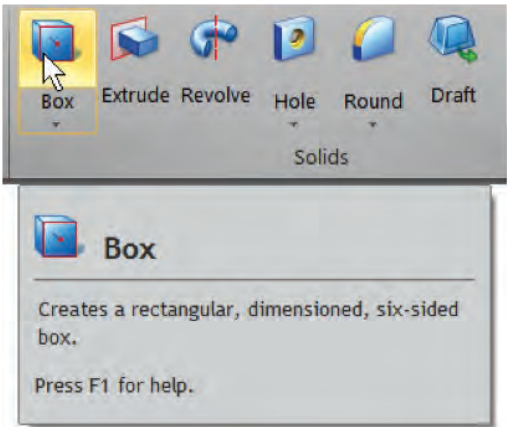 Box Extrude Revolve Hole Round Draft
Solids
Box
Creates a rectangular, dimensioned, six-sided
box.
Press F1 for help.